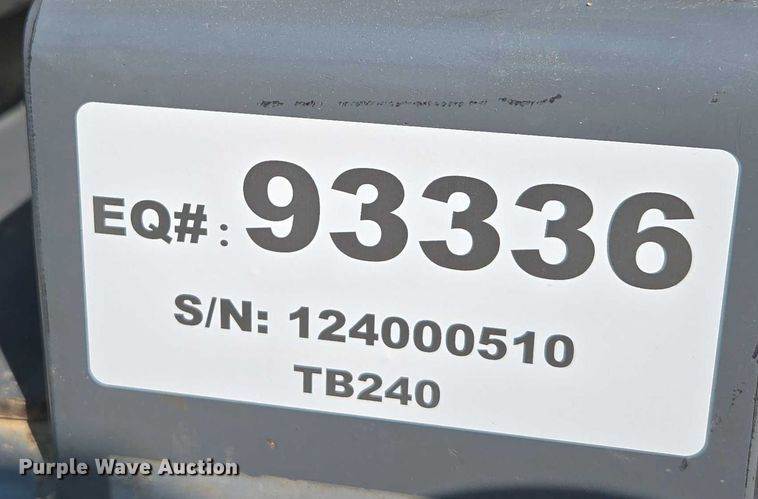 EQ#: 93336
S/N: 124000510
TB240
Purple Wave Auction